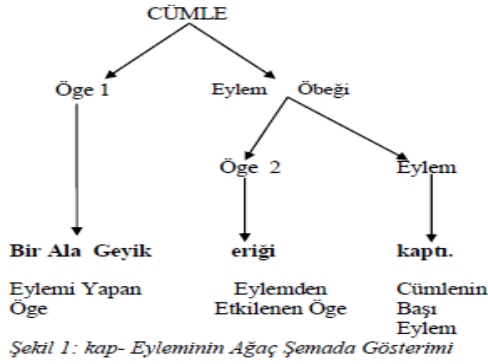 CÜMLE
Öge 1 Eylem Öbeği
Öge 2 Eylem
Bir Ala Geyik eriği kaptı.
Eylemi Yapan Eylemden Cümlenin
Öge Etkilenen Öge Başı
Eylem
Şekil 1: kap- Eyleminin Ağaç Şemada Gösterimi